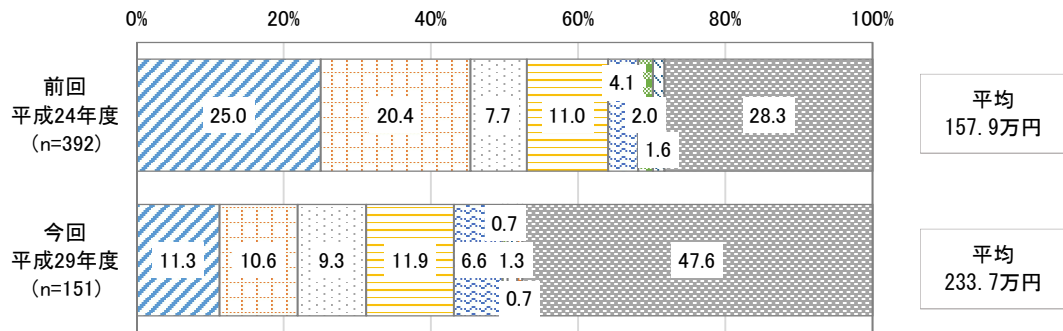 0% 20% 40% 60% 80% 100%
前回
平成24年度
（n=392）
25.0 20.4 7.7 11.0 4.1 2.0 1.6 28.3
平均
157.9万円
今回
平成29年度
（n=151）
11.3 10.6 9.3 11.9 6.6 0.7 1.3 0.7 47.6
平均
233.7万円